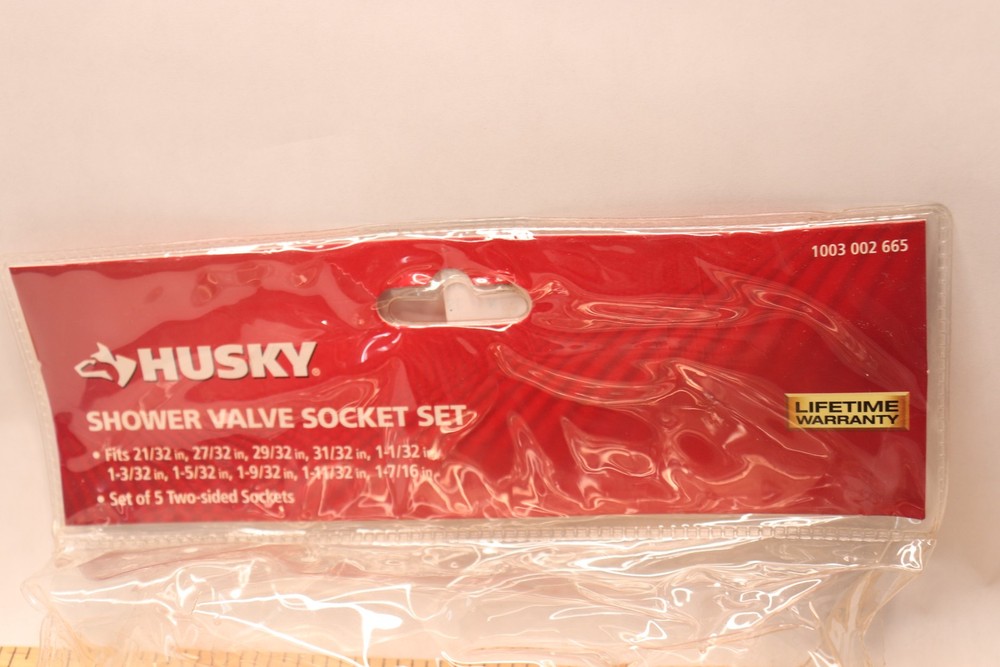 1003 002 665
HUSKY®
SHOWER VALVE SOCKET SET
LIFETIME
WARRANTY
• Fits 21/32 in, 27/32 in, 29/32 in, 31/32 in, 1-1/32 in,
1-3/32 in, 1-5/32 in, 1-9/32 in, 1-11/32 in, 1-7/16 in
• Set of 5 Two-sided Sockets